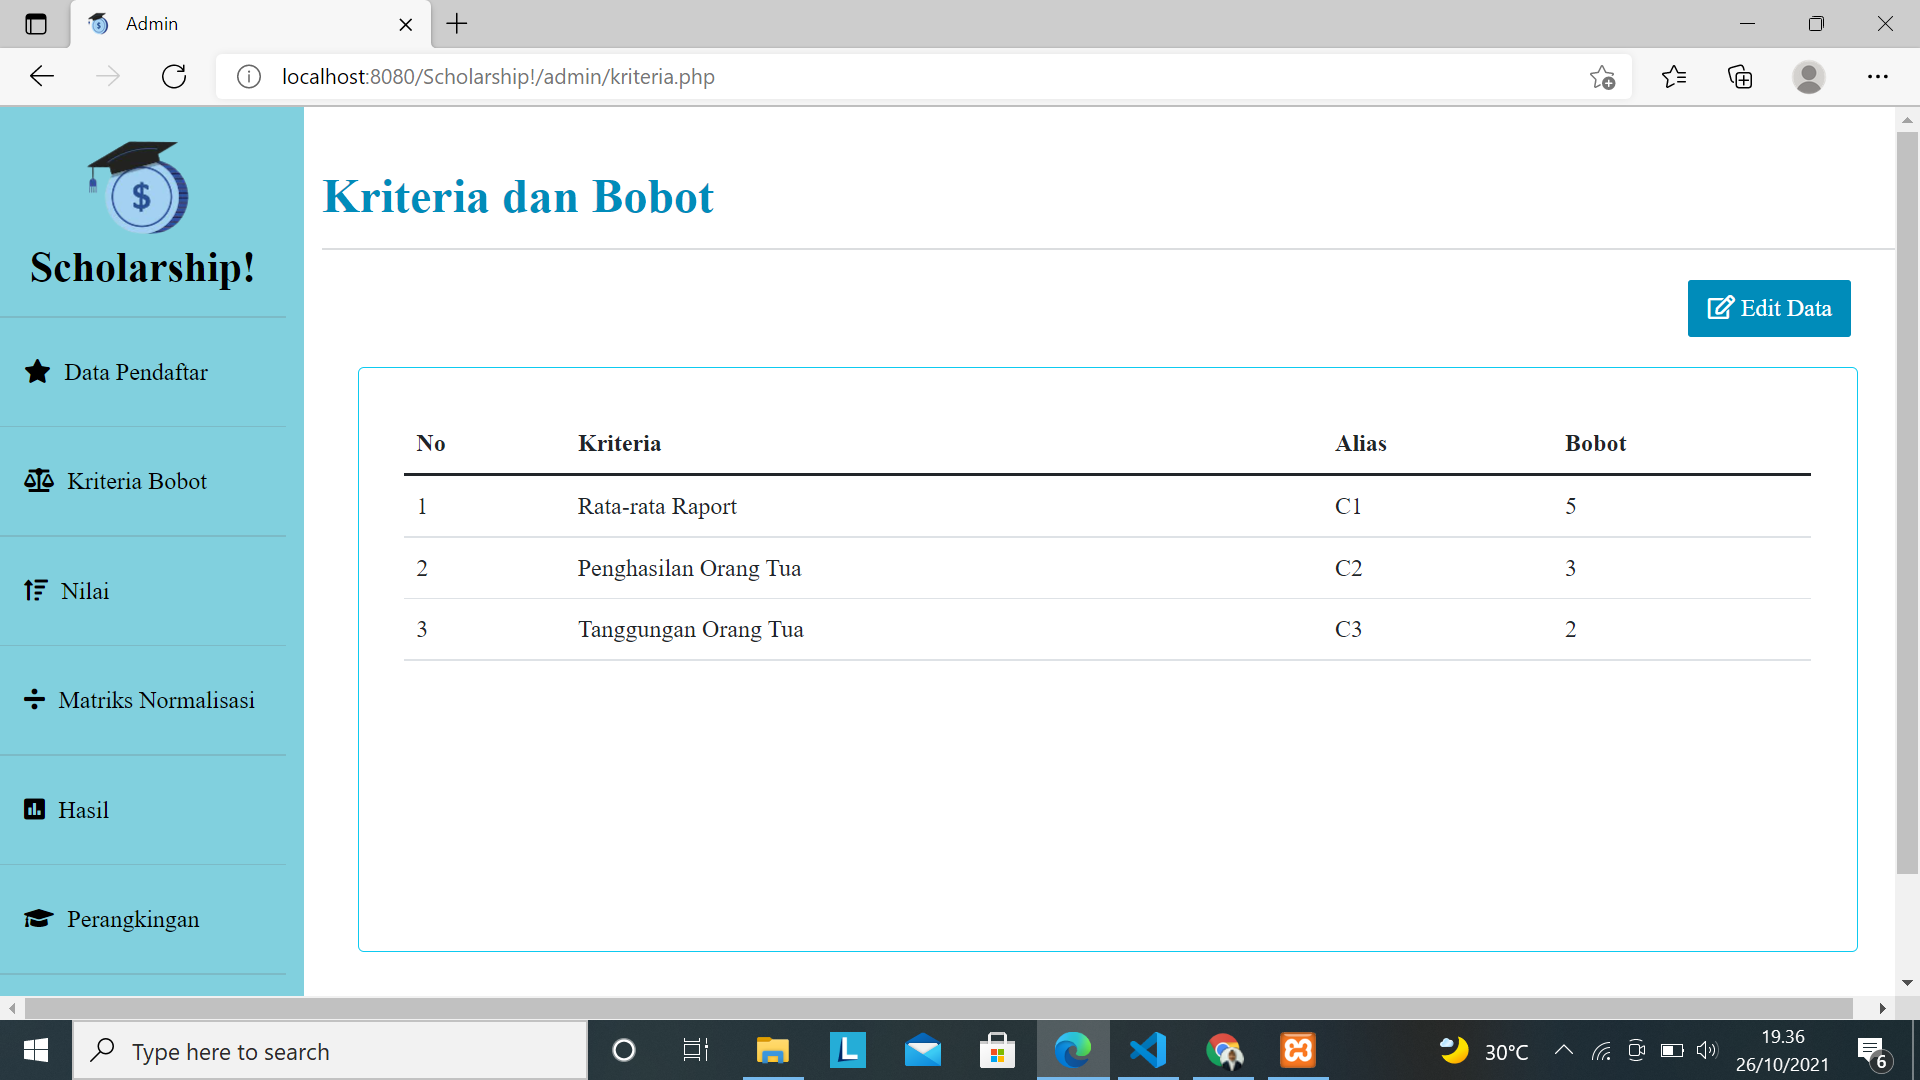 Admin
localhost:8080/Scholarship!/admin/kriteria.php
$
Scholarship!
Data Pendaftar
Kriteria Bobot
Nilai
Matriks Normalisasi
Hasil
Perangkingan
Kriteria dan Bobot
Edit Data
No Kriteria Alias Bobot
1 Rata-rata Raport C1 5
2 Penghasilan Orang Tua C2 3
3 Tanggungan Orang Tua C3 2
Type here to search
L
30°C
19.36
26/10/2021
6